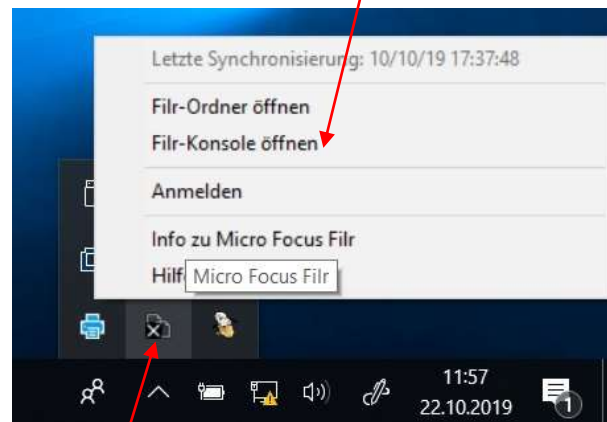 Letzte Synchronisierung: 10/10/19 17:37:48
Filr-Ordner öffnen
Filr-Konsole öffnen
Anmelden
Info zu Micro Focus Filr
Hilf
Micro Focus Filr
11:57
22.10.2019
1